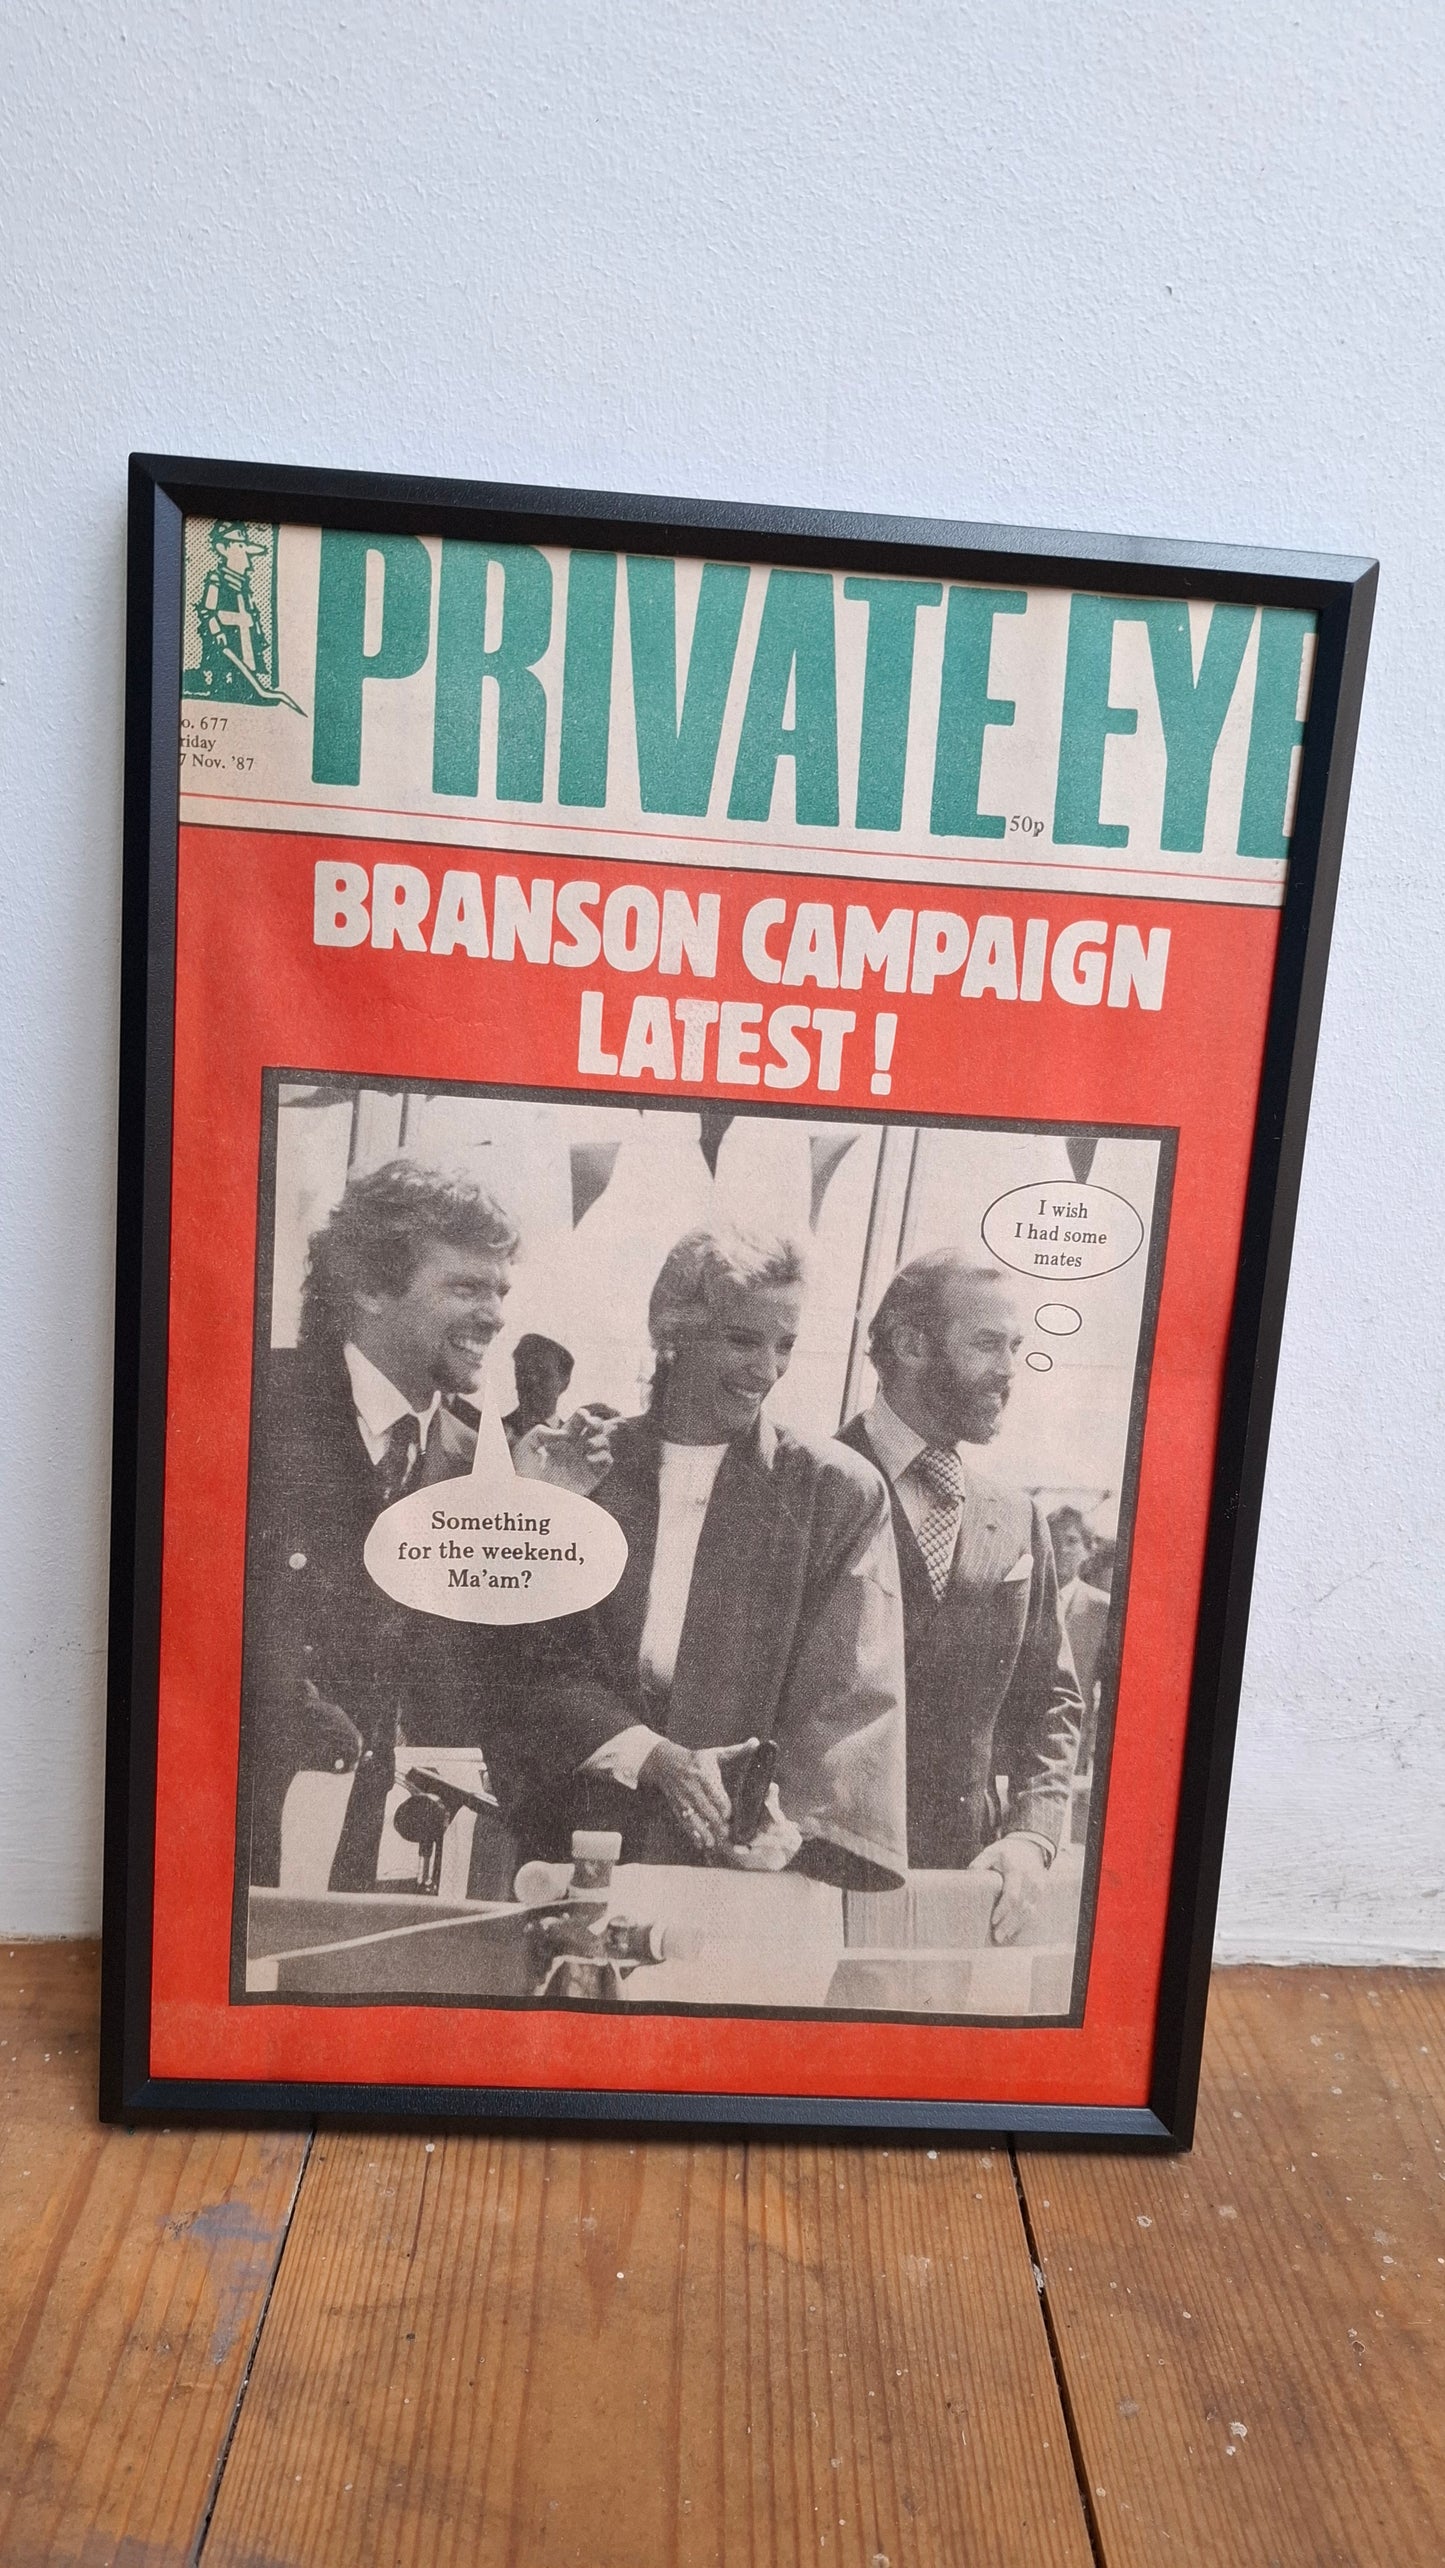 PRIVATE EYE
o. 677
riday
7 Nov. '87
50p
BRANSON CAMPAIGN
LATEST!
I wish
I had some
mates
Something
for the weekend,
Ma'am?